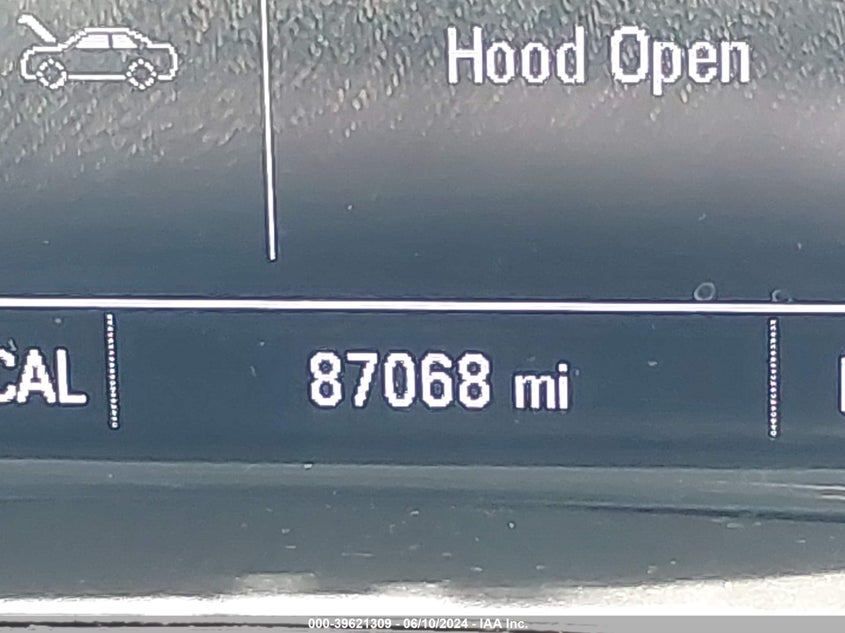 Hood Open
CAL
87068 mi
000-39621309 - 06/10/2024 - IAA Inc.